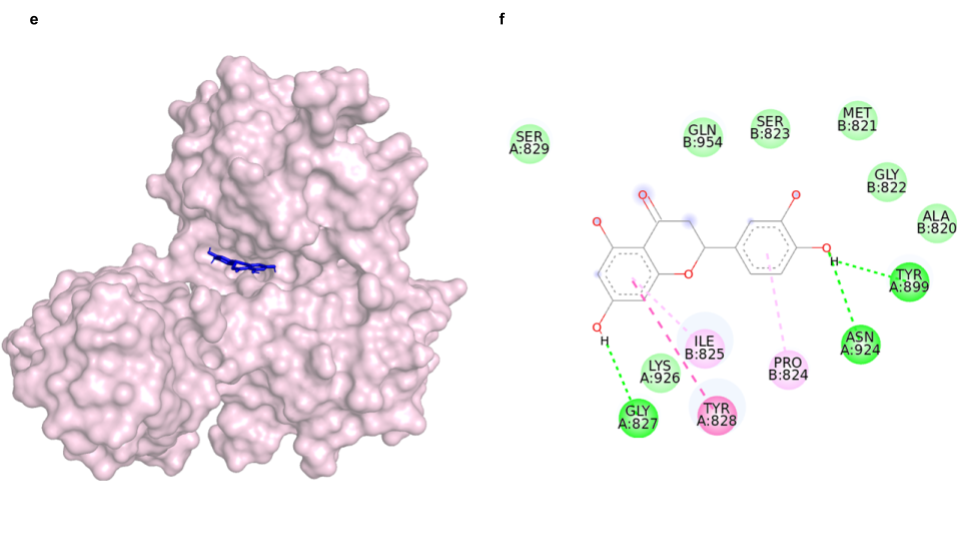 e
f
SER
A:829
GLN
B:954
SER
B:823
MET
B:821
GLY
B:822
ALA
B:820
O
O
O
O
O
H
TYR
A:899
O
H
ILE
B:825
ASN
A:924
LYS
A:926
PRO
B:824
GLY
A:827
TYR
A:828